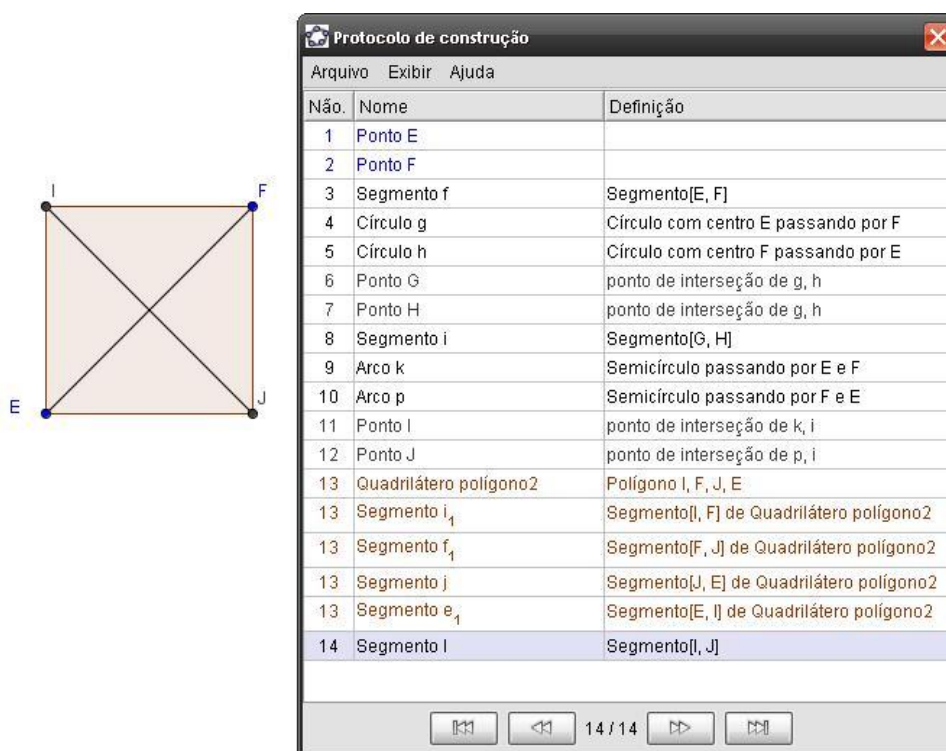 Protocolo de construção
Arquivo Exibir Ajuda
Não. Nome Definição
1 Ponto E
2 Ponto F
3 Segmento f Segmento[E, F]
4 Círculo g Círculo com centro E passando por F
5 Círculo h Círculo com centro F passando por E
6 Ponto G ponto de interseção de g, h
7 Ponto H ponto de interseção de g, h
8 Segmento i Segmento[G, H]
9 Arco k Semicírculo passando por E e F
10 Arco p Semicírculo passando por F e E
11 Ponto I ponto de interseção de k, i
12 Ponto J ponto de interseção de p, i
13 Quadrilátero polígono2 Polígono I, F, J, E
13 Segmento i₁ Segmento[I, F] de Quadrilátero polígono2
13 Segmento f₁ Segmento[F, J] de Quadrilátero polígono2
13 Segmento j Segmento[J, E] de Quadrilátero polígono2
13 Segmento e₁ Segmento[E, I] de Quadrilátero polígono2
14 Segmento l Segmento[I, J]
14 / 14
I F
E J